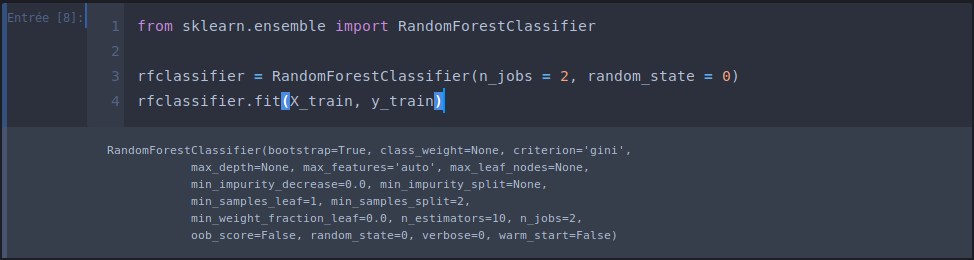 Entrée [8]:
1 from sklearn.ensemble import RandomForestClassifier
2
3 rfclassifier = RandomForestClassifier(n_jobs = 2, random_state = 0)
4 rfclassifier.fit(X_train, y_train)
RandomForestClassifier(bootstrap=True, class_weight=None, criterion='gini',
max_depth=None, max_features='auto', max_leaf_nodes=None,
min_impurity_decrease=0.0, min_impurity_split=None,
min_samples_leaf=1, min_samples_split=2,
min_weight_fraction_leaf=0.0, n_estimators=10, n_jobs=2,
oob_score=False, random_state=0, verbose=0, warm_start=False)